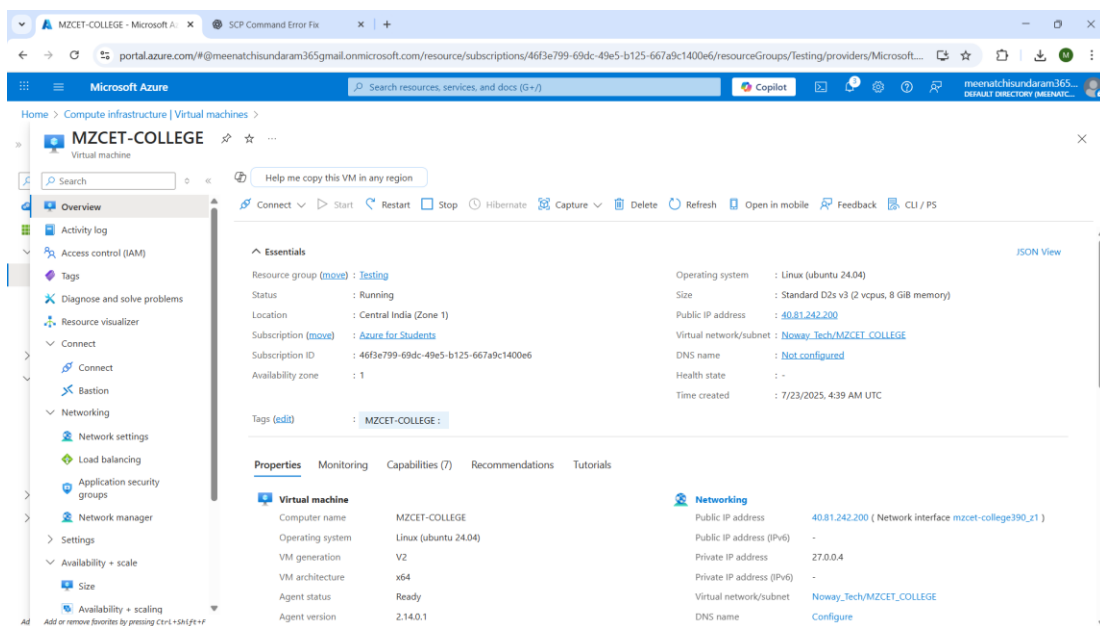 MZCET-COLLEGE - Microsoft A
SCP Command Error Fix
portal.azure.com/#@meenatchisundaram365gmail.onmicrosoft.com/resource/subscriptions/46f3e799-69dc-49e5-b125-667a9c1400e6/resourceGroups/Testing/providers/Microsoft....
M
Microsoft Azure
Search resources, services, and docs (G+/)
Copilot
3
meenatchisundaram365...
DEFAULT DIRECTORY (MEENATC...
Home > Compute infrastructure | Virtual machines >
MZCET-COLLEGE
Virtual machine
Search
Overview
Activity log
Access control (IAM)
Tags
Diagnose and solve problems
Resource visualizer
Connect
Connect
Bastion
Networking
Network settings
Load balancing
Application security
groups
Network manager
Settings
Availability + scale
Size
Availability + scaling
Add
Add or remove favorites by pressing Ctrl+Shift+F
Help me copy this VM in any region
Connect Start Restart Stop Hibernate Capture Delete Refresh Open in mobile Feedback CLI / PS
Essentials
JSON View
Resource group (move) : Testing
Status : Running
Location : Central India (Zone 1)
Subscription (move) : Azure for Students
Subscription ID : 46f3e799-69dc-49e5-b125-667a9c1400e6
Availability zone : 1
Operating system : Linux (ubuntu 24.04)
Size : Standard D2s v3 (2 vcpus, 8 GiB memory)
Public IP address : 40.81.242.200
Virtual network/subnet : Noway_Tech/MZCET_COLLEGE
DNS name : Not configured
Health state : -
Time created : 7/23/2025, 4:39 AM UTC
Tags (edit) : MZCET-COLLEGE :
Properties Monitoring Capabilities (7) Recommendations Tutorials
Virtual machine
Computer name MZCET-COLLEGE
Operating system Linux (ubuntu 24.04)
VM generation V2
VM architecture x64
Agent status Ready
Agent version 2.14.0.1
Networking
Public IP address 40.81.242.200 ( Network interface mzcet-college390_z1 )
Public IP address (IPv6) -
Private IP address 27.0.0.4
Private IP address (IPv6) -
Virtual network/subnet Noway_Tech/MZCET_COLLEGE
DNS name Configure